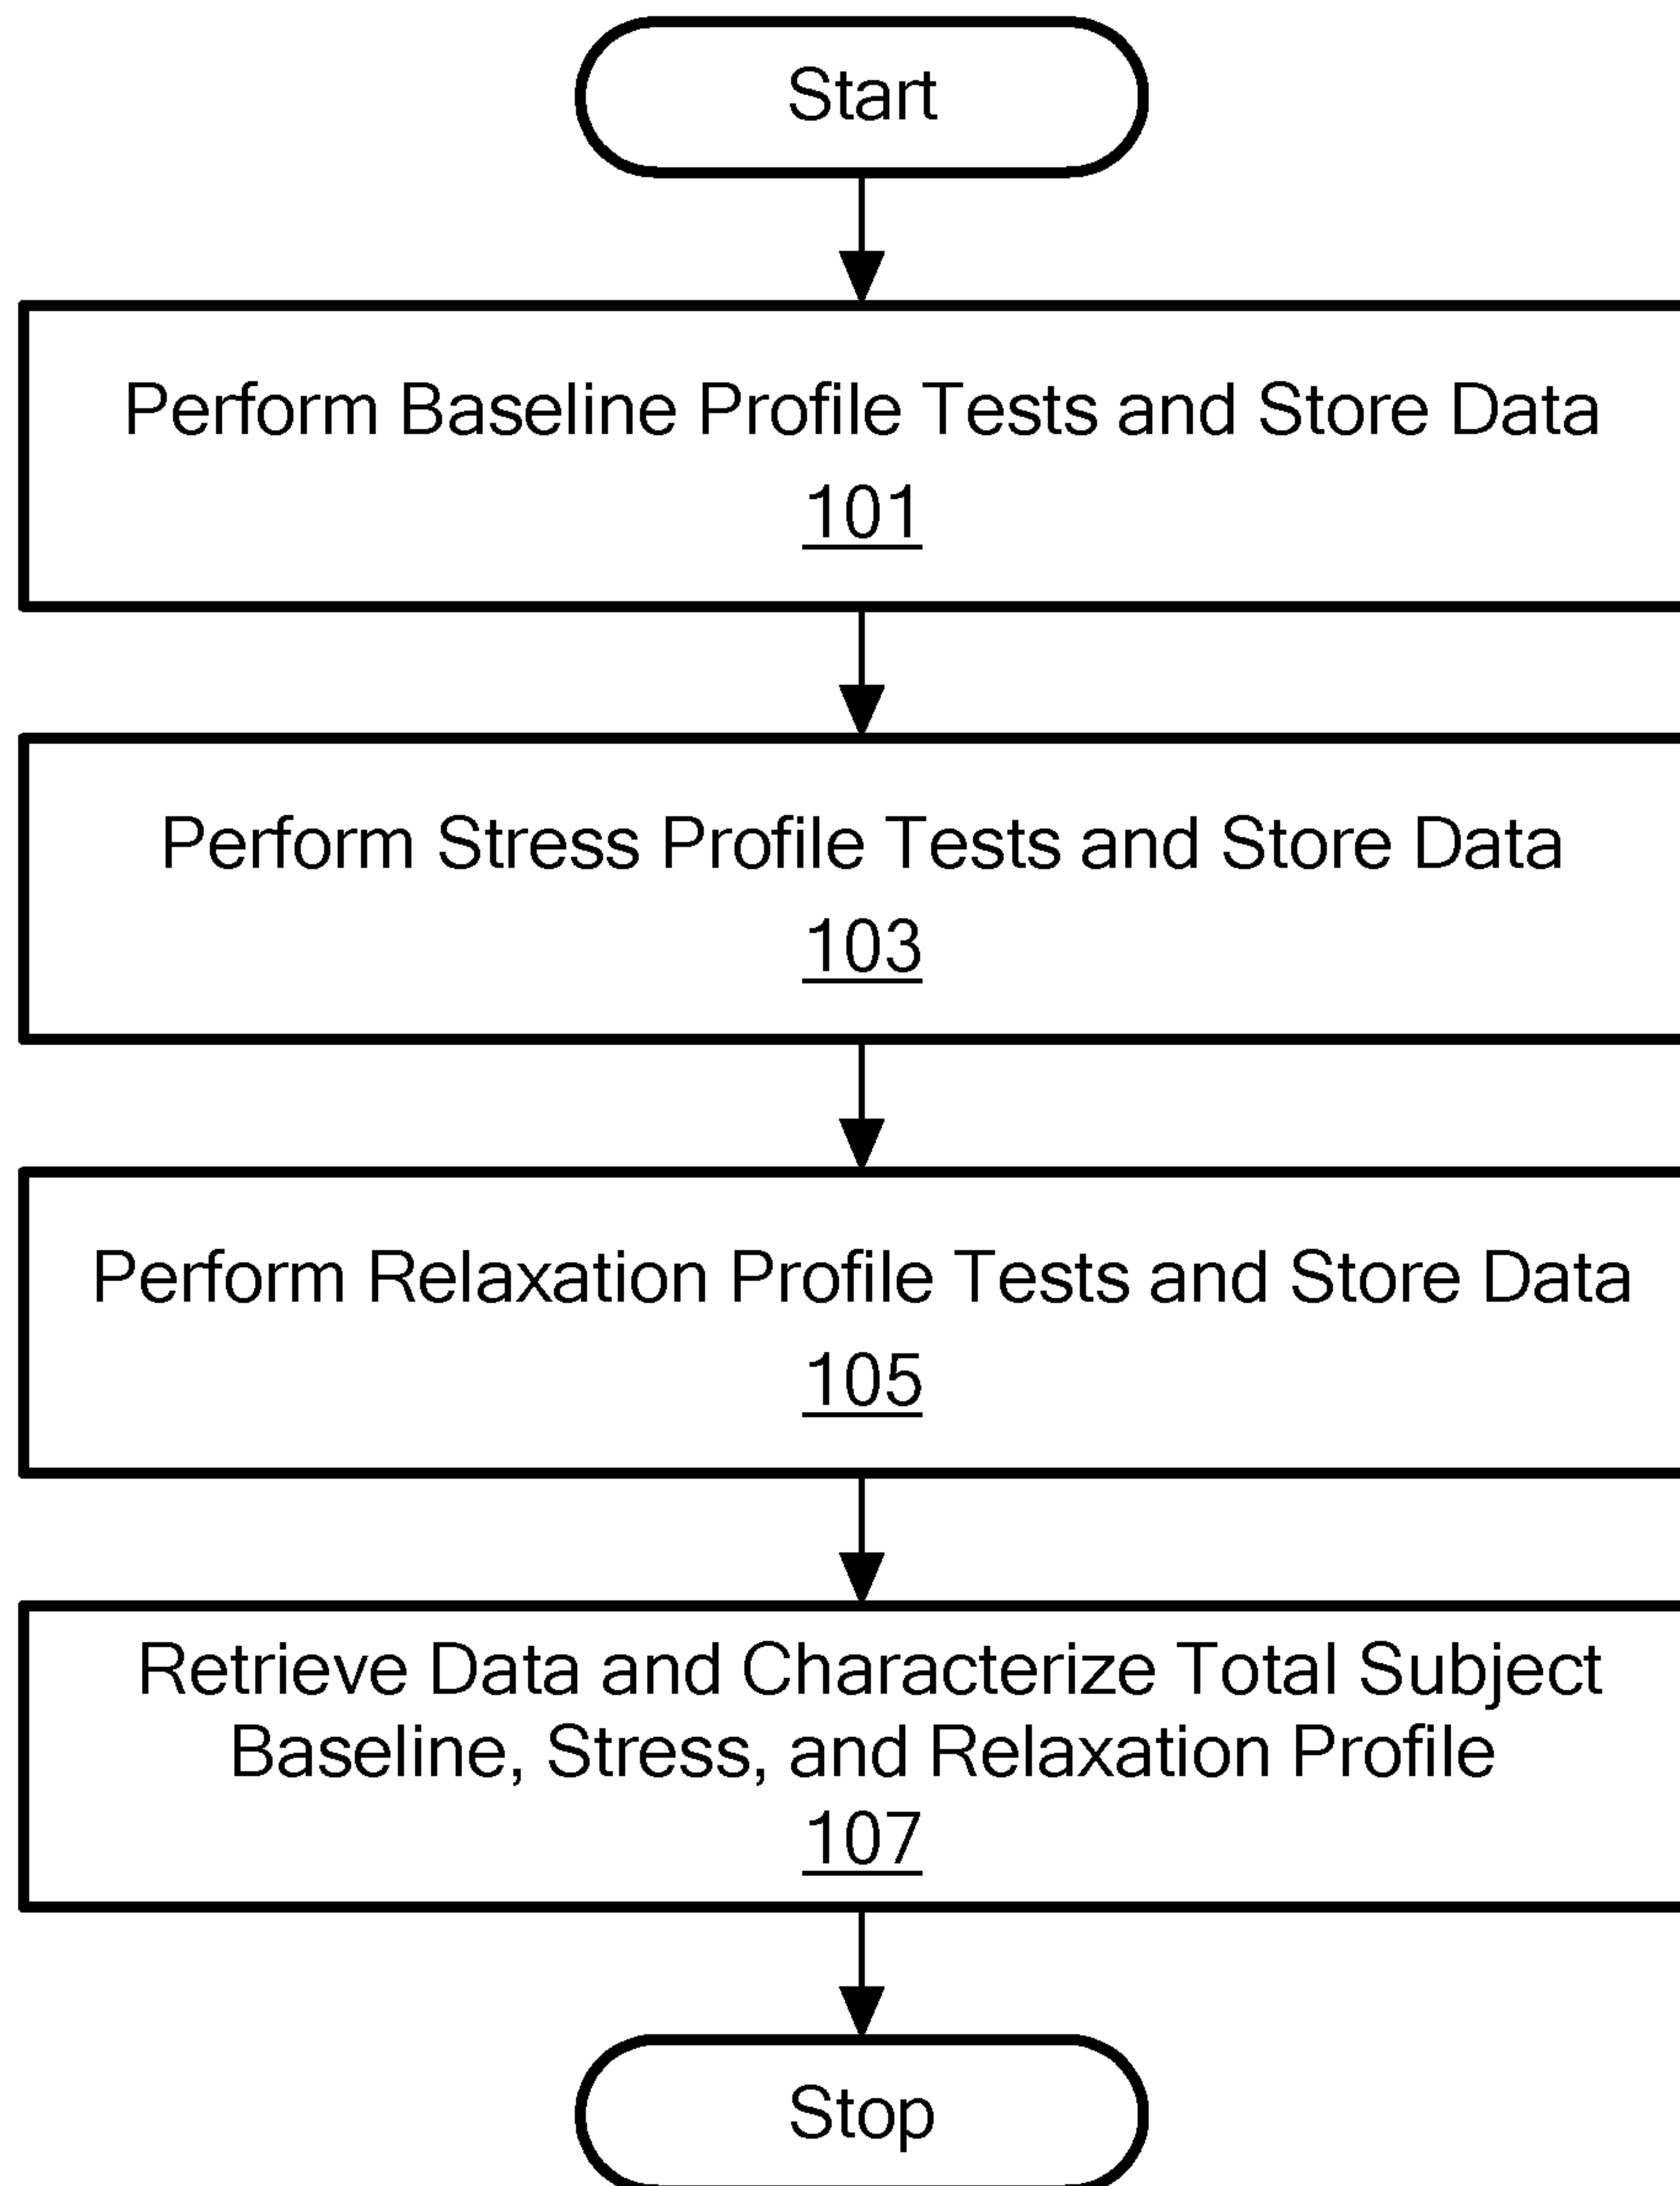 Start
Perform Baseline Profile Tests and Store Data
101
Perform Stress Profile Tests and Store Data
103
Perform Relaxation Profile Tests and Store Data
105
Retrieve Data and Characterize Total Subject
Baseline, Stress, and Relaxation Profile
107
Stop